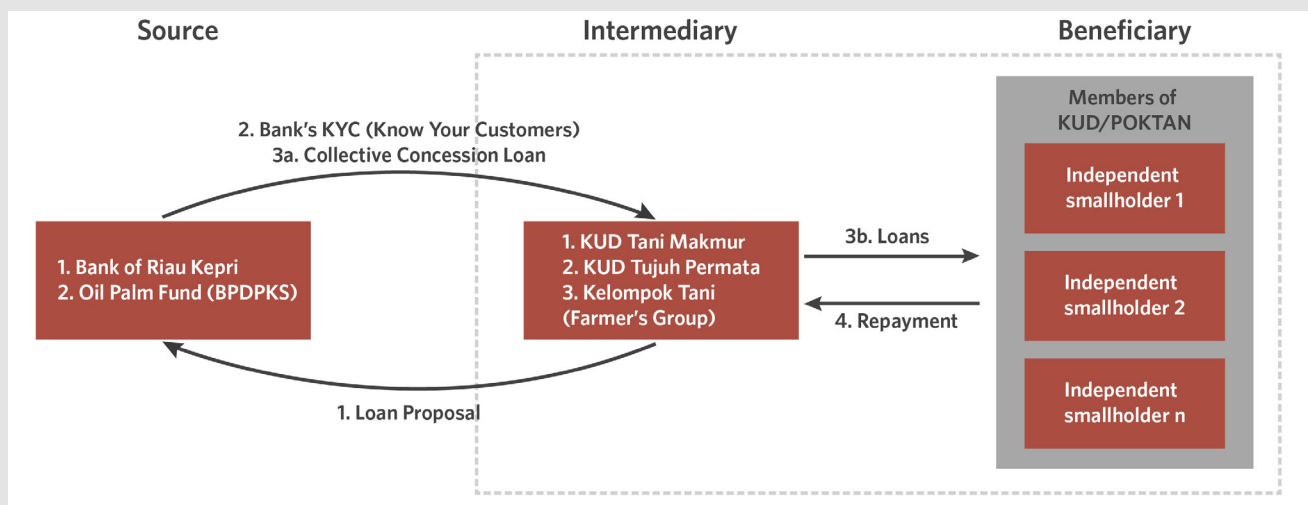 Source
Intermediary
Beneficiary
2. Bank's KYC (Know Your Customers)
3a. Collective Concession Loan
1. Bank of Riau Kepri
2. Oil Palm Fund (BPDPKS)
1. Loan Proposal
1. KUD Tani Makmur
2. KUD Tujuh Permata
3. Kelompok Tani
(Farmer's Group)
3b. Loans
4. Repayment
Members of
KUD/POKTAN
Independent
smallholder 1
Independent
smallholder 2
Independent
smallholder n